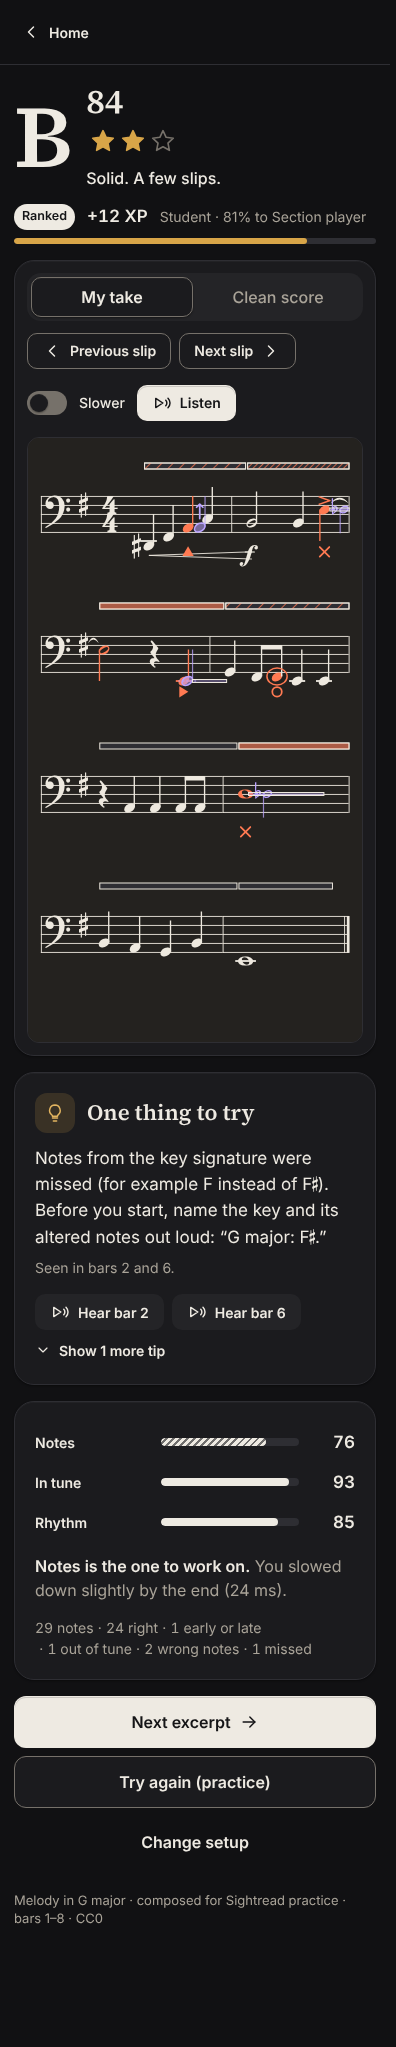 Home
B
84
Solid. A few slips.
Ranked +12 XP Student · 81% to Section player
My take Clean score
Previous slip Next slip
Slower Listen
f
One thing to try
Notes from the key signature were
missed (for example F instead of F♯).
Before you start, name the key and its
altered notes out loud: “G major: F♯.”
Seen in bars 2 and 6.
Hear bar 2 Hear bar 6
Show 1 more tip
Notes 76
In tune 93
Rhythm 85
Notes is the one to work on. You slowed
down slightly by the end (24 ms).
29 notes · 24 right · 1 early or late
· 1 out of tune · 2 wrong notes · 1 missed
Next excerpt
Try again (practice)
Change setup
Melody in G major · composed for Sightread practice ·
bars 1–8 · CC0